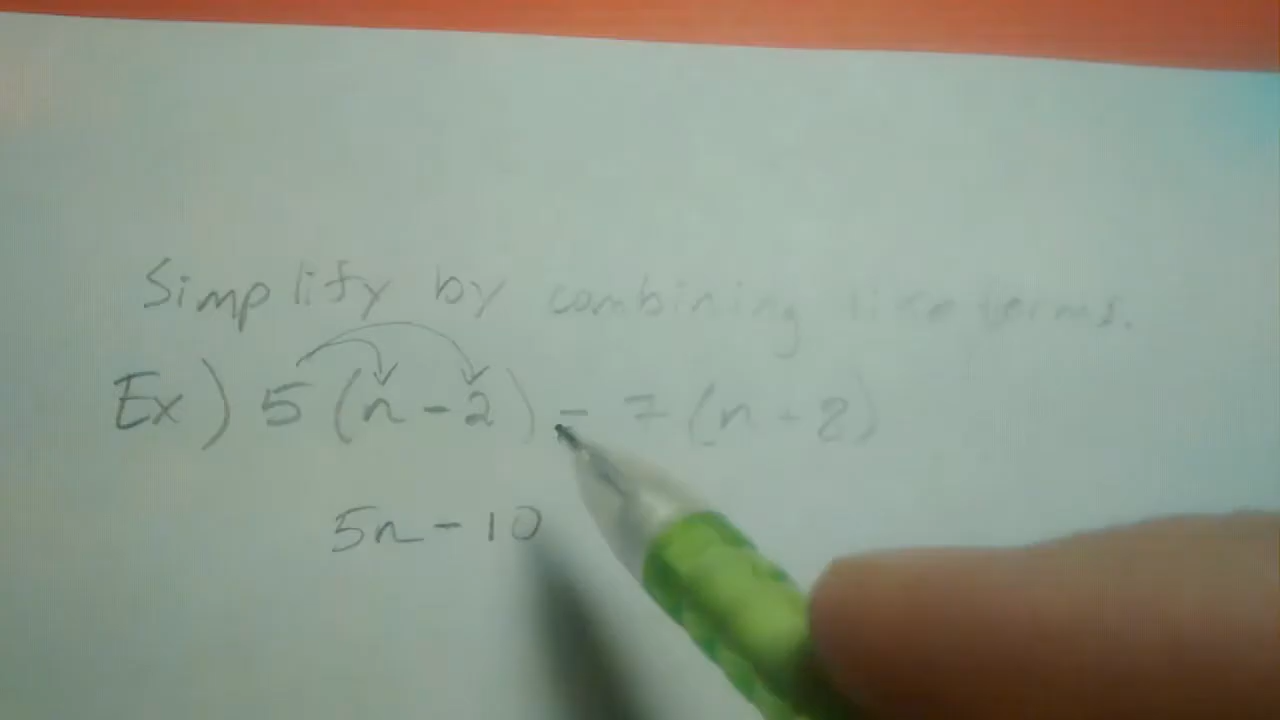 Simplify by combining like terms.
Ex) 5(n-2) - 7(n-2)
5n-10